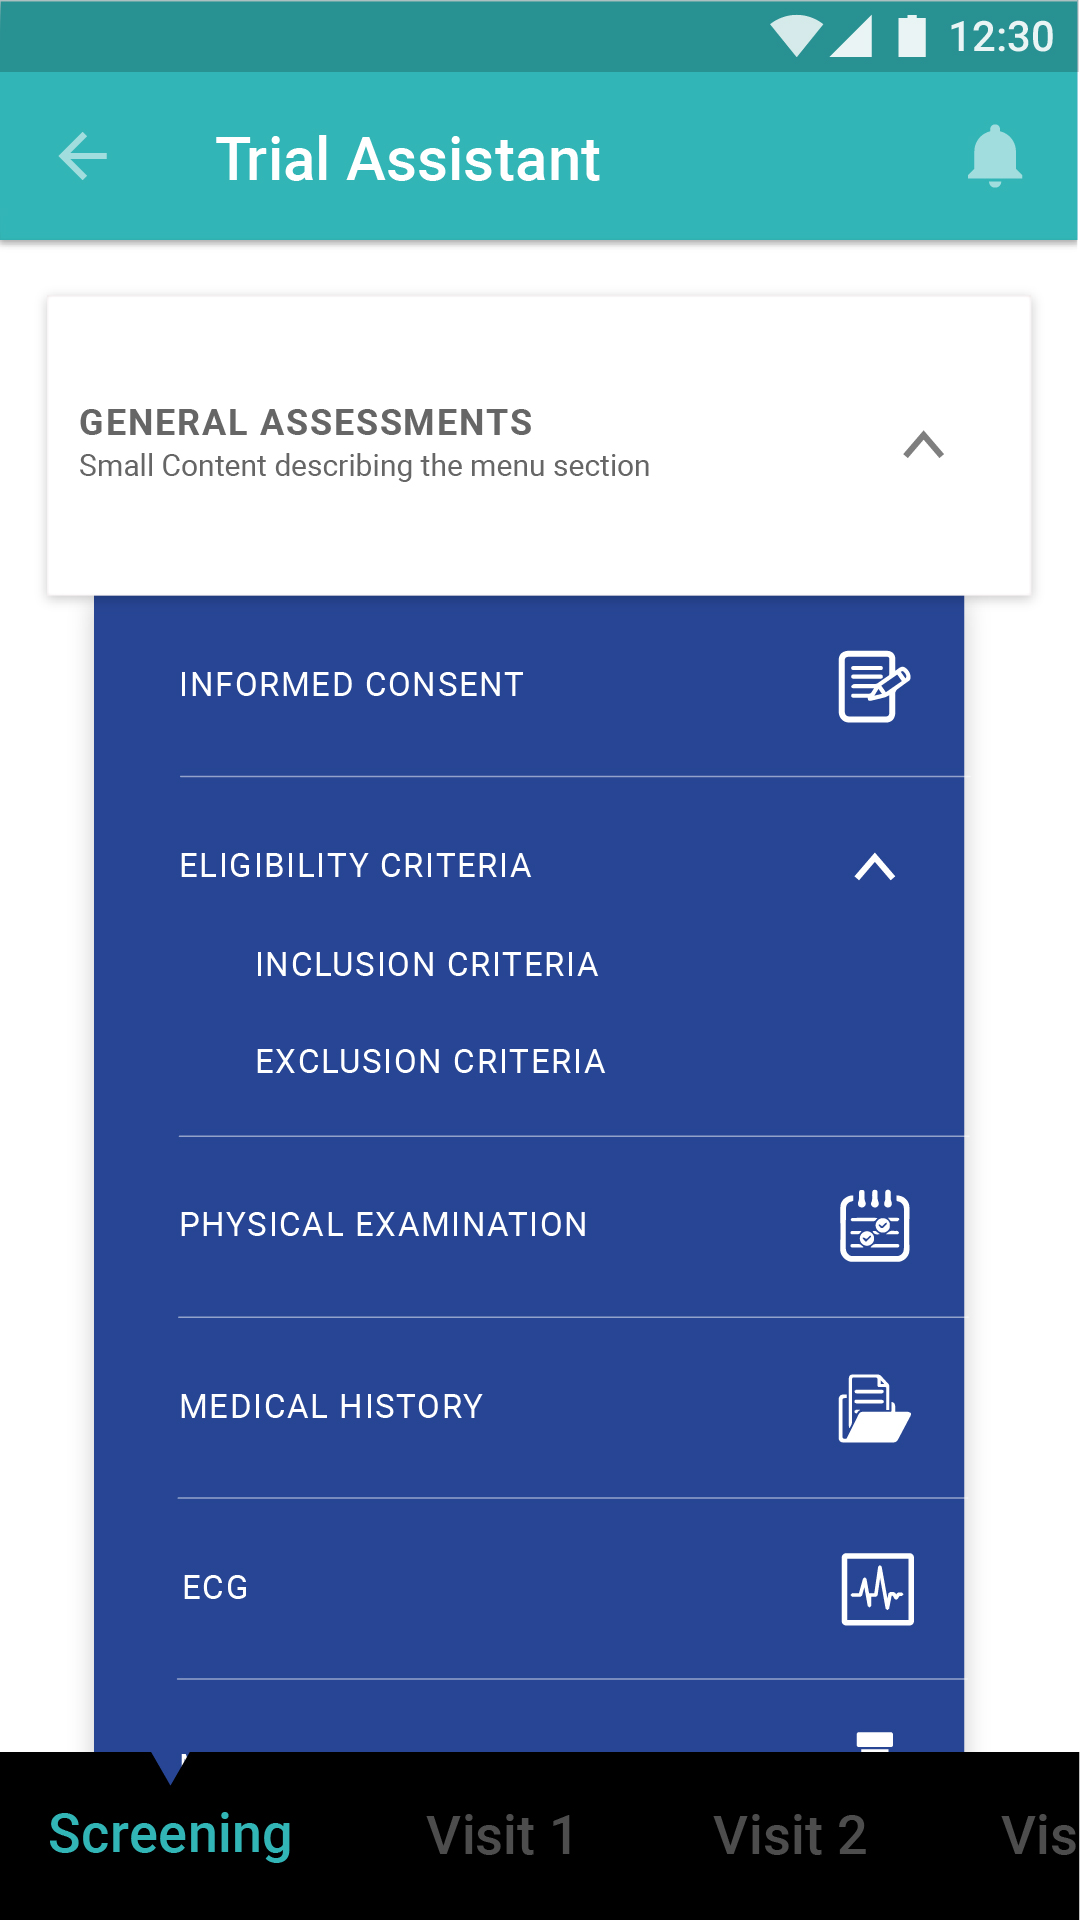 12:30
Trial Assistant
GENERAL ASSESSMENTS
Small Content describing the menu section
INFORMED CONSENT
ELIGIBILITY CRITERIA
INCLUSION CRITERIA
EXCLUSION CRITERIA
PHYSICAL EXAMINATION
MEDICAL HISTORY
ECG
Screening Visit 1 Visit 2 Vis